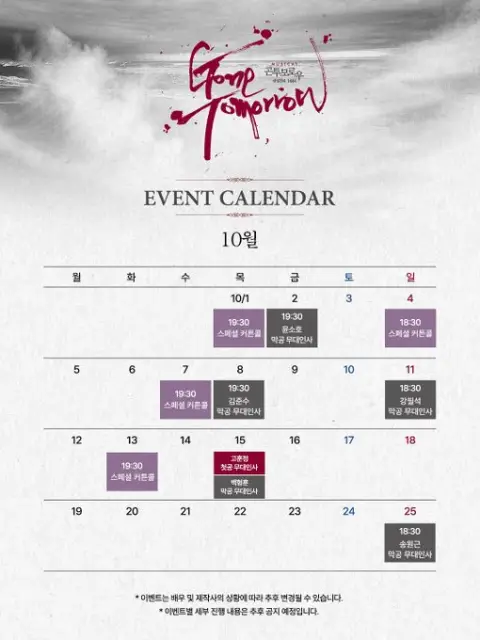 Gone
MUSICAL
곤투모로우
Tomorrow
EVENT CALENDAR
10월
월 화 수 목 금 토 일
10/1 2 3 4
19:30
스페셜 커튼콜
19:30
윤소호
막공 무대인사
18:30
스페셜 커튼콜
5 6 7 8 9 10 11
19:30
스페셜 커튼콜
19:30
김준수
막공 무대인사
18:30
강필석
막공 무대인사
12 13 14 15 16 17 18
19:30
스페셜 커튼콜
고훈정
첫공 무대인사
백형훈
막공 무대인사
19 20 21 22 23 24 25
18:30
송원근
막공 무대인사
* 이벤트는 배우 및 제작사의 상황에 따라 추후 변경될 수 있습니다.
* 이벤트별 세부 진행 내용은 추후 공지 예정입니다.